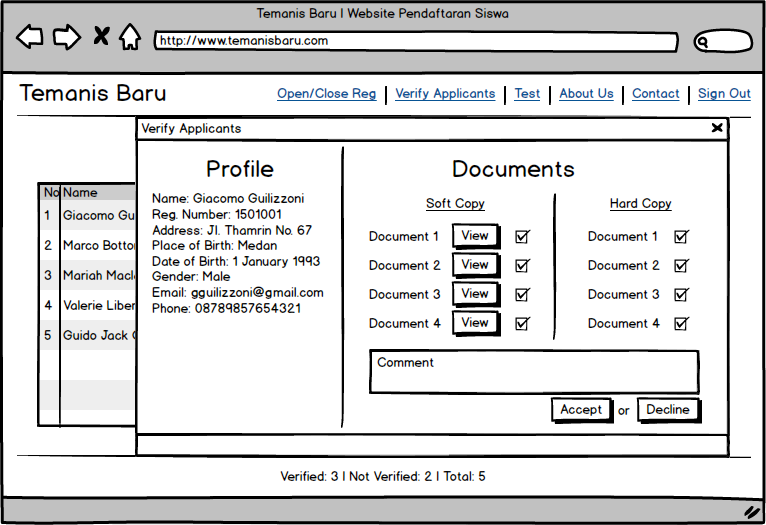 Temanis Baru | Website Pendaftaran Siswa
http://www.temanisbaru.com
Temanis Baru
Open/Close Reg | Verify Applicants | Test | About Us | Contact | Sign Out
Verify Applicants
No Name
1 Giacomo Gu
2 Marco Botto
3 Mariah Macl
4 Valerie Liber
5 Guido Jack
Profile
Name: Giacomo Guilizzoni
Reg. Number: 1501001
Address: Jl. Thamrin No. 67
Place of Birth: Medan
Date of Birth: 1 January 1993
Gender: Male
Email: gguilizzoni@gmail.com
Phone: 08789857654321
Documents
Soft Copy
Document 1 View
Document 2 View
Document 3 View
Document 4 View
Hard Copy
Document 1
Document 2
Document 3
Document 4
Comment
Accept or Decline
Verified: 3 | Not Verified: 2 | Total: 5